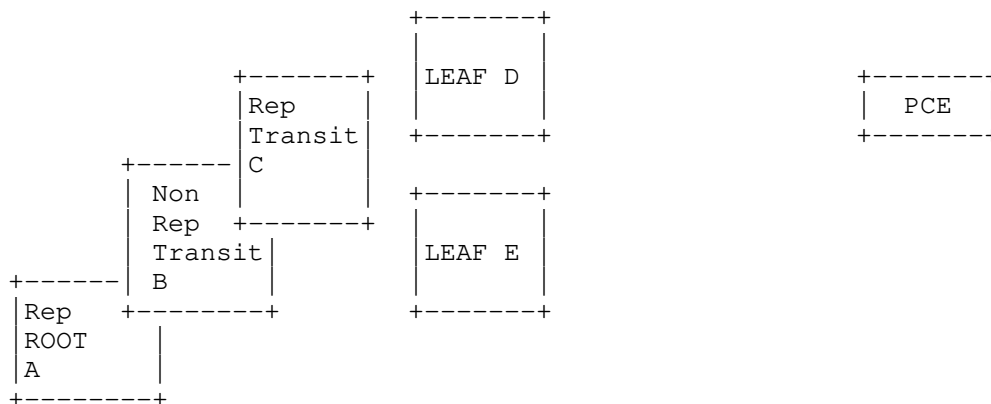 LEAF D
PCE
Rep
Transit
C
Non
Rep
Transit
B
LEAF E
Rep
ROOT
A